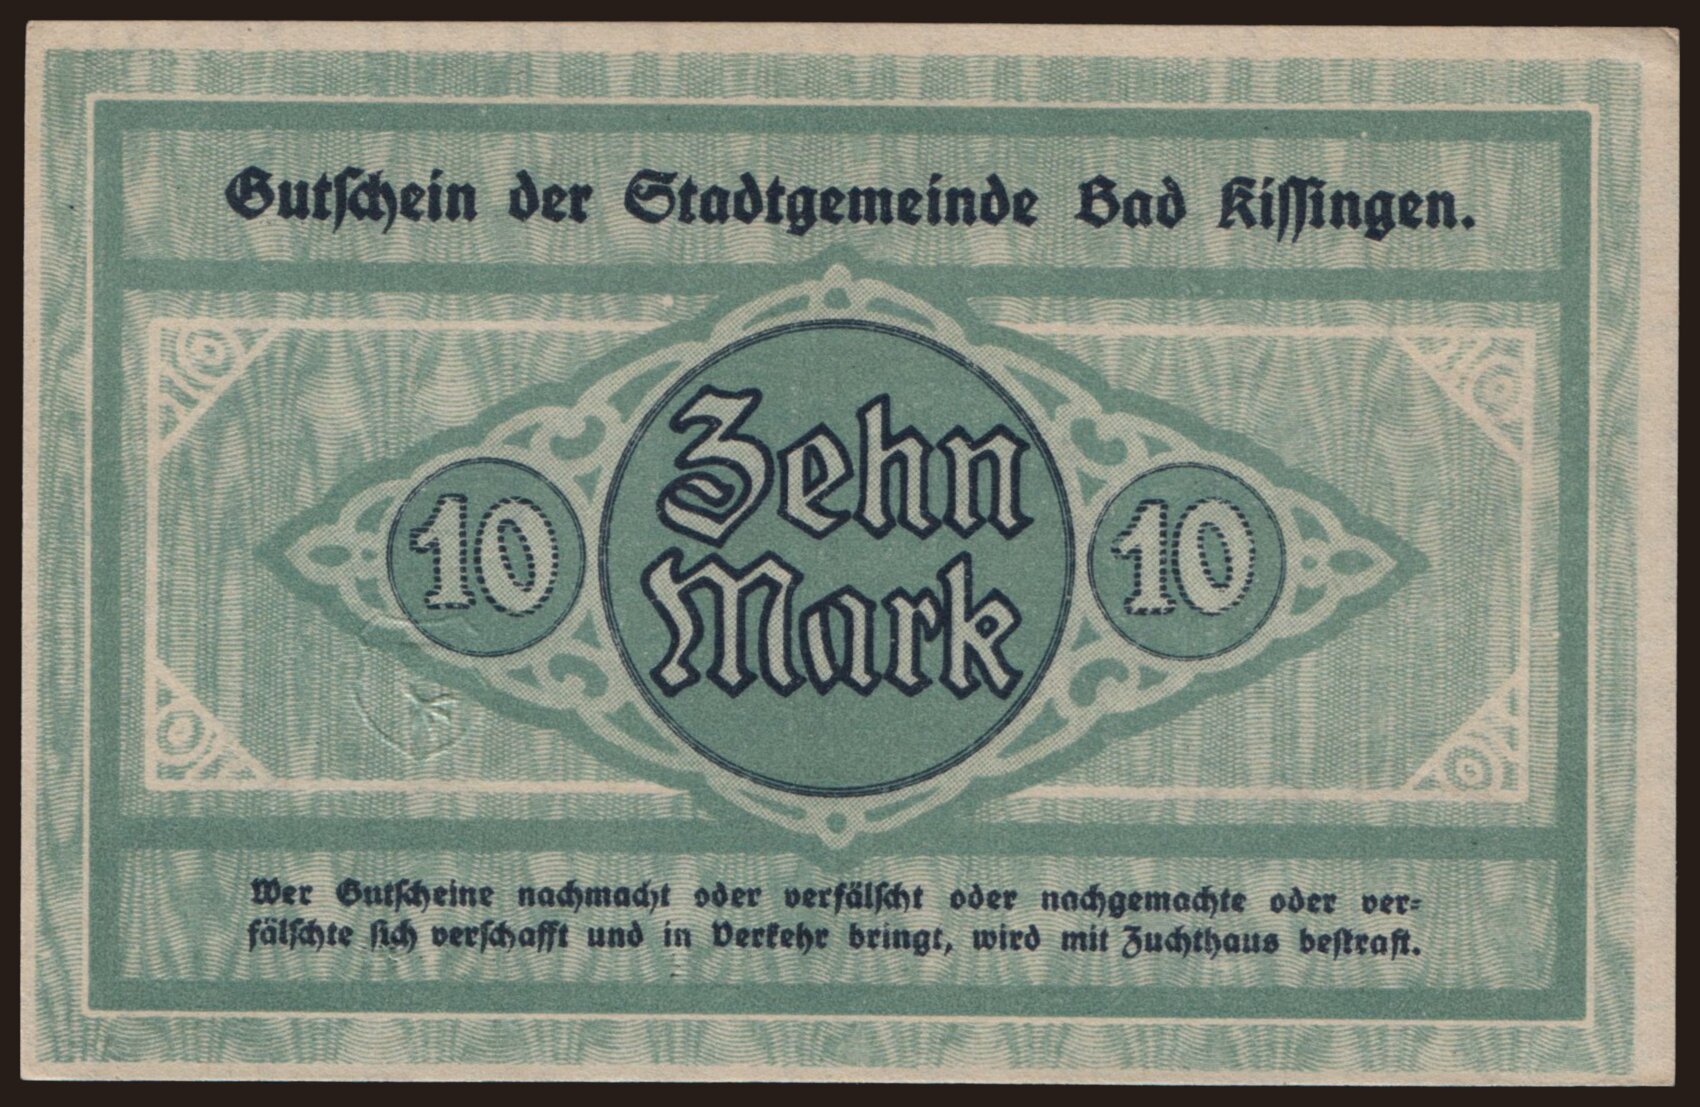 Gutschein der Stadtgemeinde Bad Kissingen.
Zehn
10
10
Mark
Wer Gutscheine nachmacht oder verfälscht oder nachgemachte oder ver-
fälschte sich verschafft und in Verkehr bringt, wird mit Zuchthaus bestraft.